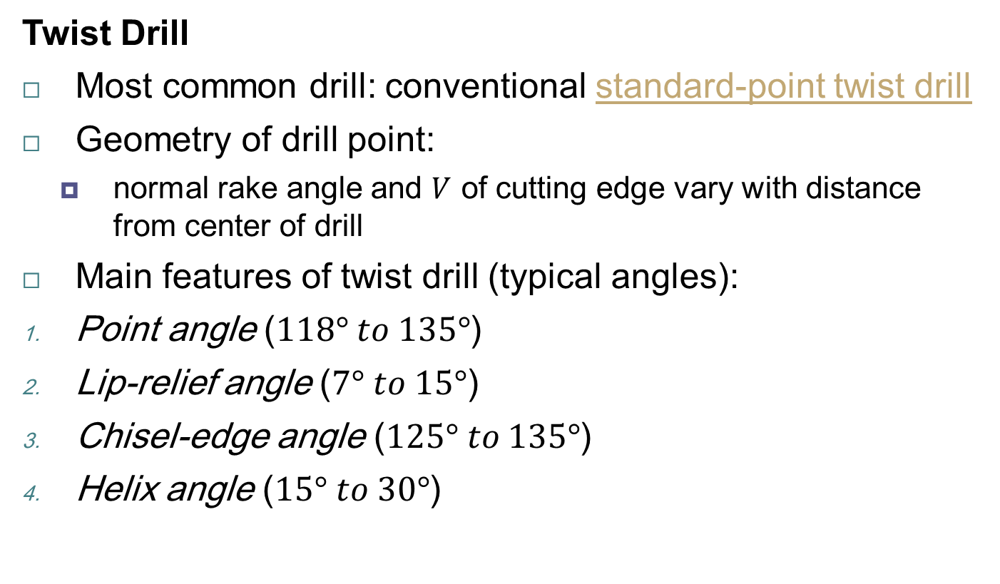 Twist Drill
□ Most common drill: conventional standard-point twist drill
□ Geometry of drill point:
□ normal rake angle and 𝑉 of cutting edge vary with distance
from center of drill
□ Main features of twist drill (typical angles):
1. Point angle (118° to 135°)
2. Lip-relief angle (7° to 15°)
3. Chisel-edge angle (125° to 135°)
4. Helix angle (15° to 30°)